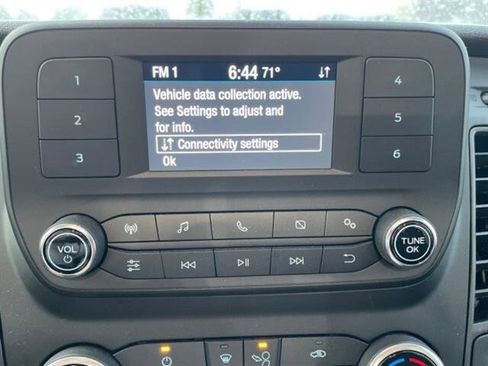 FM 1 6:44 71°
Vehicle data collection active.
See Settings to adjust and
for info.
Connectivity settings
Ok
1
2
3
4
5
6
VOL
TUNE
OK